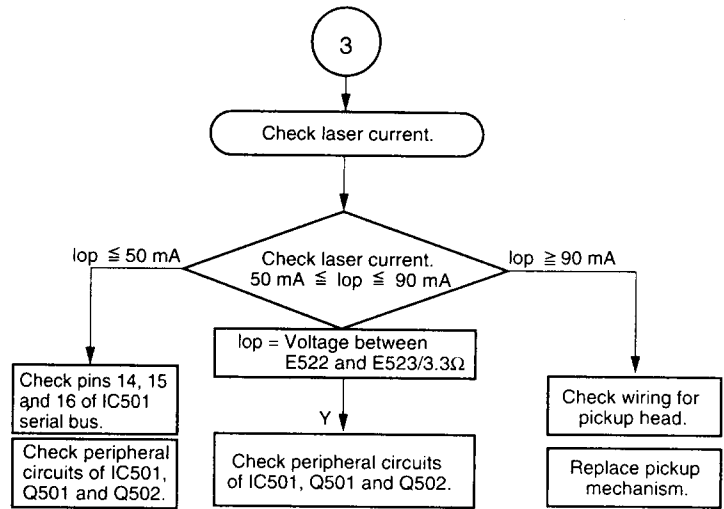 3
Check laser current.
Iop ≦ 50 mA
Check laser current.
50 mA ≦ Iop ≦ 90 mA
Iop ≧ 90 mA
Iop = Voltage between
E522 and E523/3.3Ω
Check pins 14, 15
and 16 of IC501
serial bus.
Check peripheral
circuits of IC501,
Q501 and Q502.
Y
Check peripheral circuits
of IC501, Q501 and Q502.
Check wiring for
pickup head.
Replace pickup
mechanism.